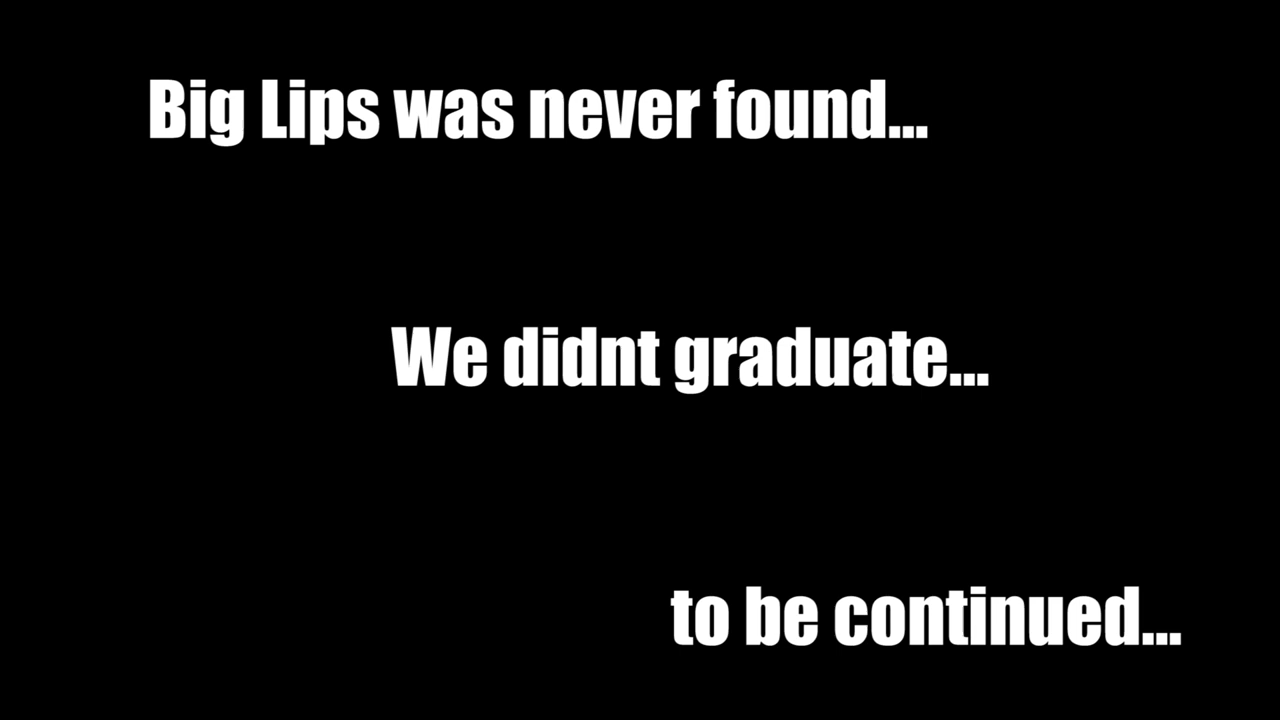 Big Lips was never found...
We didnt graduate...
to be continued...